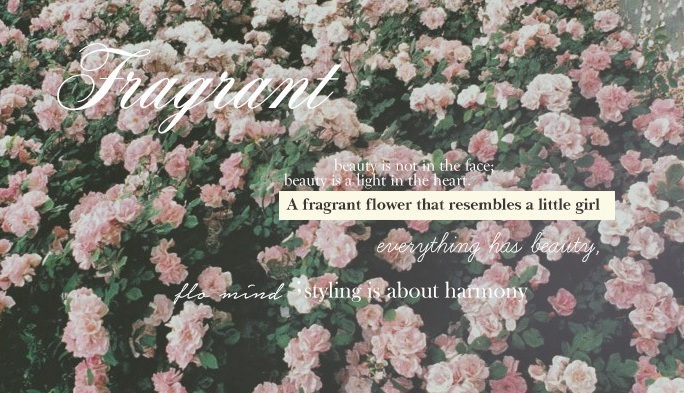 Fragrant
beauty is not in the face;
beauty is a light in the heart.
A fragrant flower that resembles a little girl
everything has beauty,
flo mind : styling is about harmony